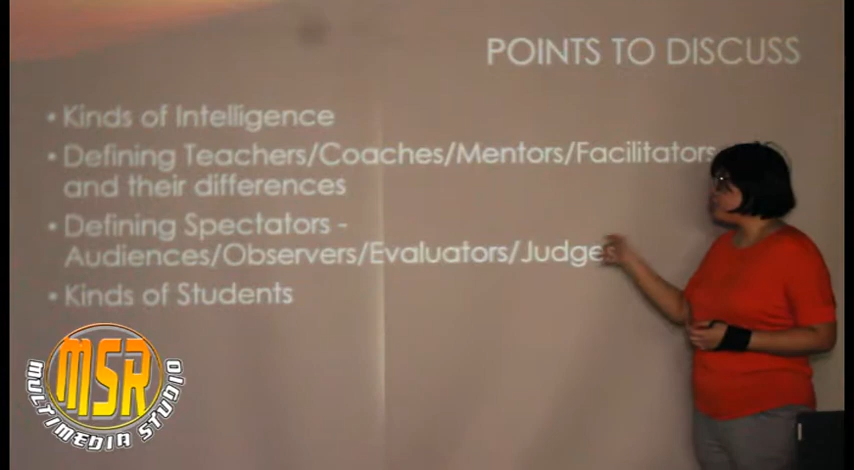 POINTS TO DISCUSS
• Kinds of Intelligence
• Defining Teachers/Coaches/Mentors/Facilitators
and their differences
• Defining Spectators -
Audiences/Observers/Evaluators/Judges
• Kinds of Students
MSR
MULTIMEDIA STUDIO